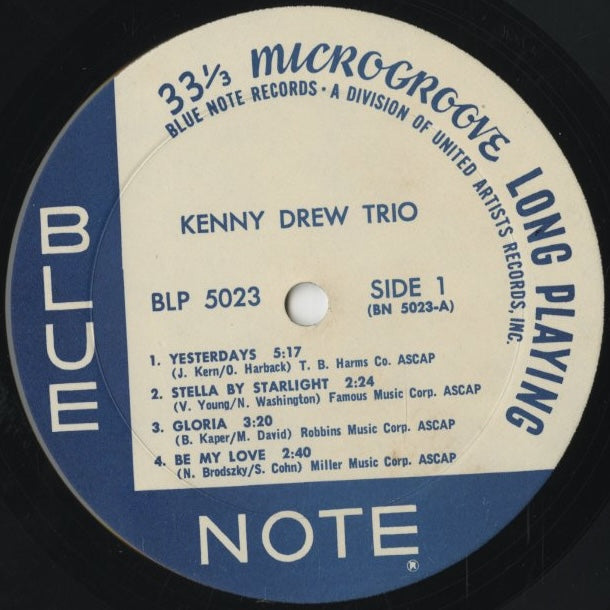 33⅓ MICROGROOVE LONG PLAYING
BLUE NOTE RECORDS • A DIVISION OF UNITED ARTISTS RECORDS, INC.
KENNY DREW TRIO
BLP 5023
SIDE 1
(BN 5023-A)
1. YESTERDAYS 5:17
(J. Kern/O. Harback) T. B. Harms Co. ASCAP
2. STELLA BY STARLIGHT 2:24
(V. Young/N. Washington) Famous Music Corp. ASCAP
3. GLORIA 3:20
(B. Kaper/M. David) Robbins Music Corp. ASCAP
4. BE MY LOVE 2:40
(N. Brodszky/S. Cohn) Miller Music Corp. ASCAP
BLUE
NOTE®